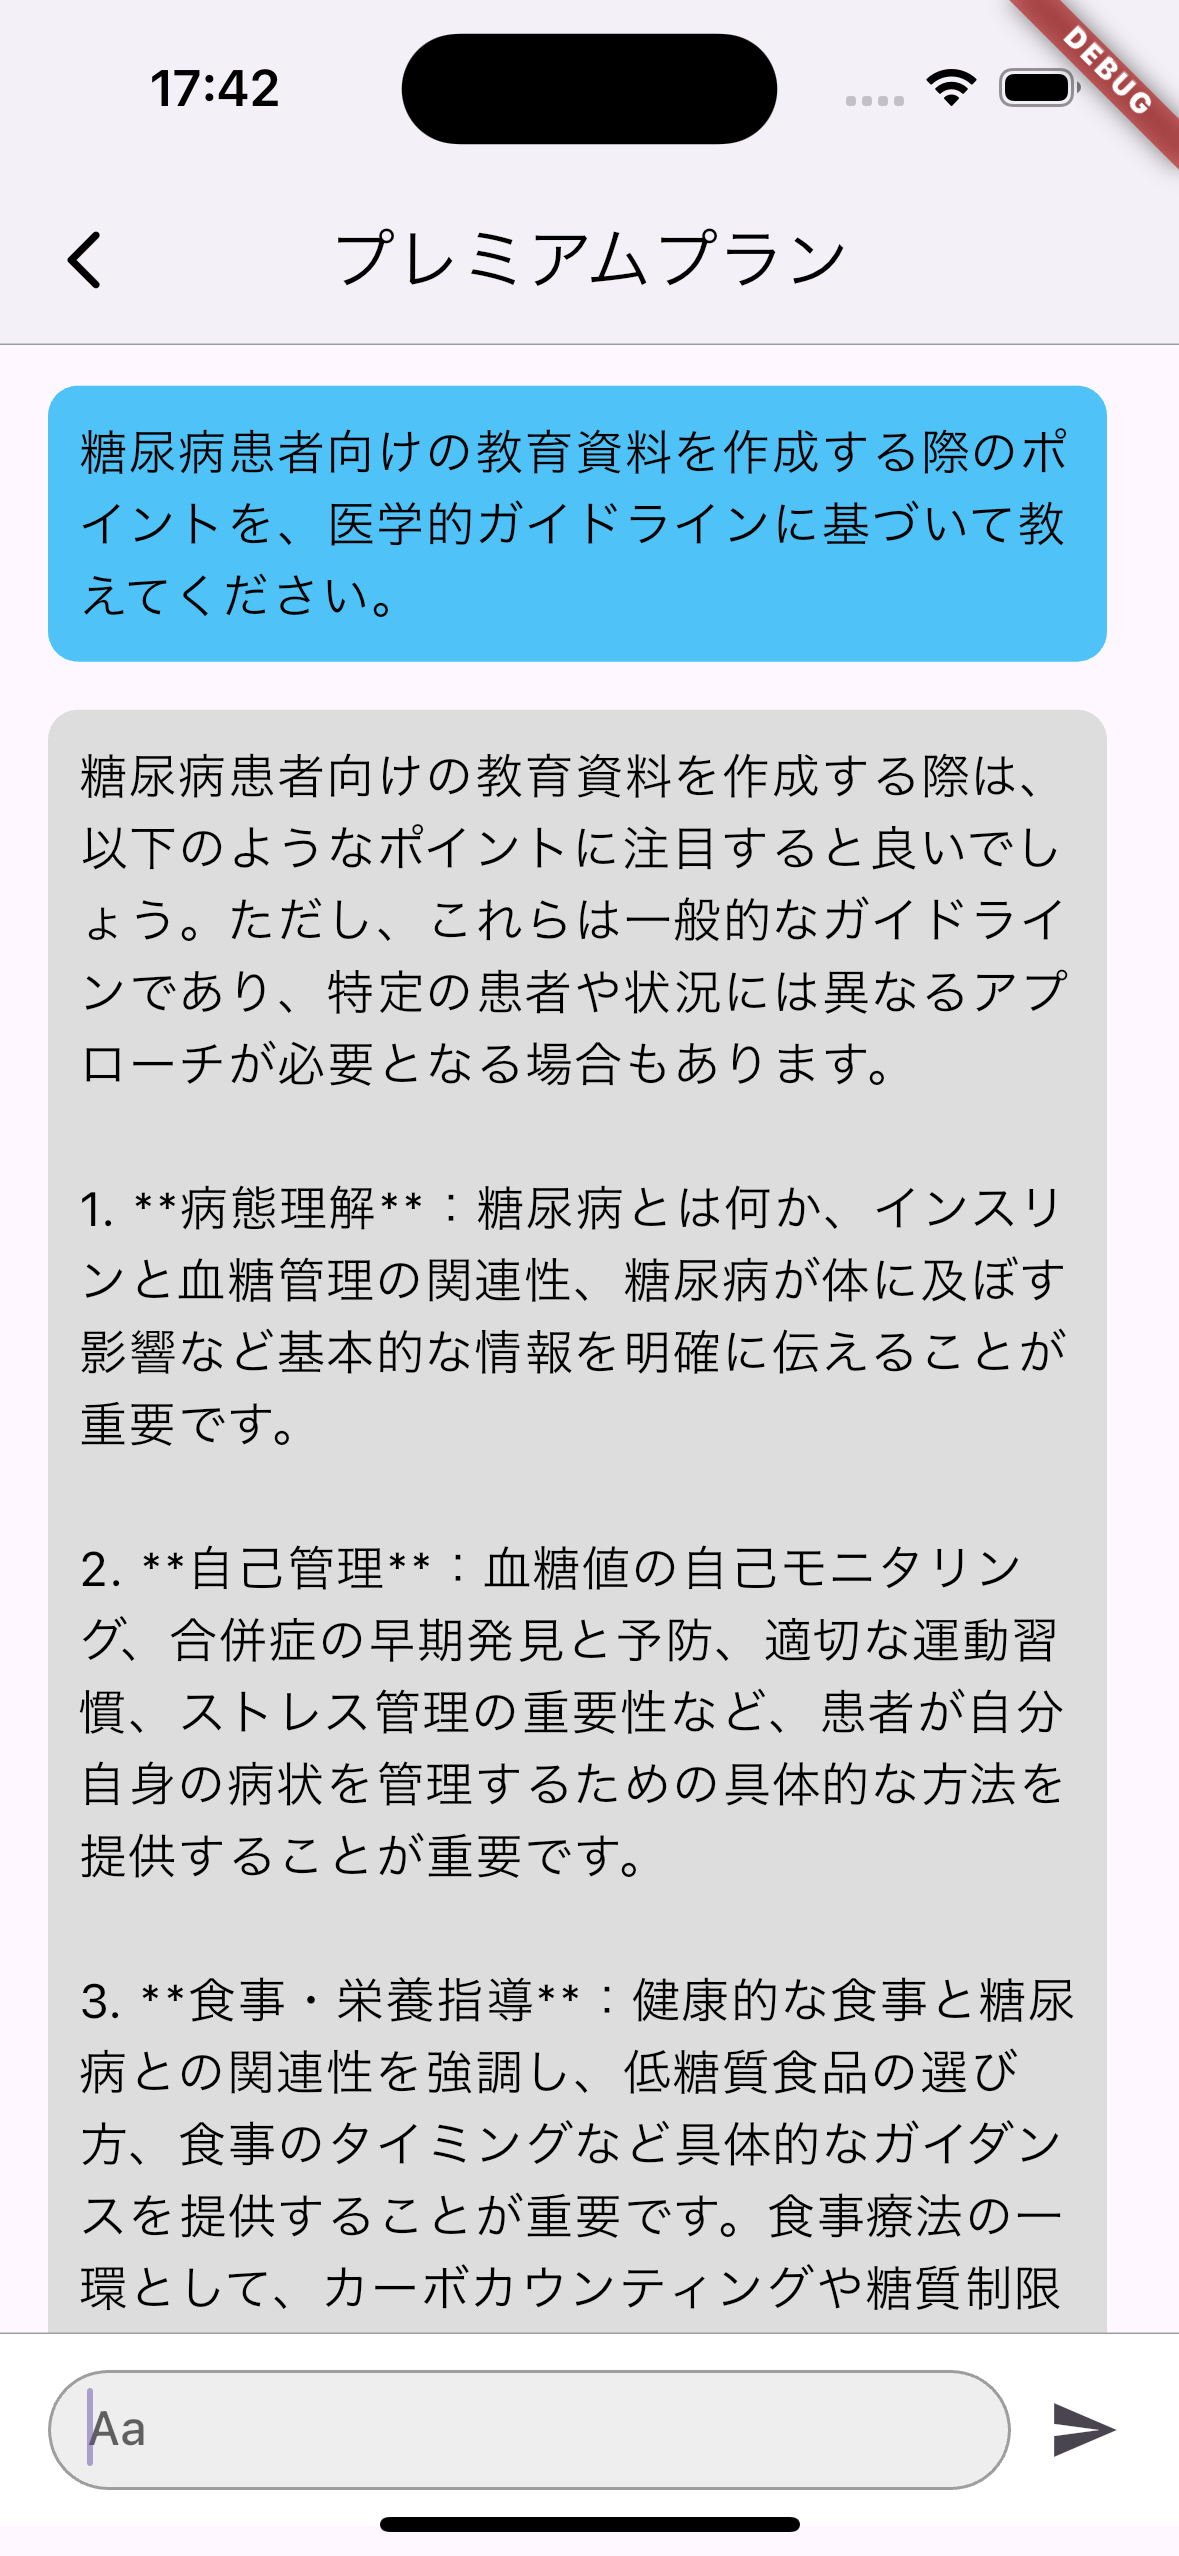 17:42
DEBUG
プレミアムプラン
糖尿病患者向けの教育資料を作成する際のポ
イントを、医学的ガイドラインに基づいて教
えてください。
糖尿病患者向けの教育資料を作成する際は、
以下のようなポイントに注目すると良いでし
ょう。ただし、これらは一般的なガイドライ
ンであり、特定の患者や状況には異なるアプ
ローチが必要となる場合もあります。
1. **病態理解**：糖尿病とは何か、インスリ
ンと血糖管理の関連性、糖尿病が体に及ぼす
影響など基本的な情報を明確に伝えることが
重要です。
2. **自己管理**：血糖値の自己モニタリン
グ、合併症の早期発見と予防、適切な運動習
慣、ストレス管理の重要性など、患者が自分
自身の病状を管理するための具体的な方法を
提供することが重要です。
3. **食事・栄養指導**：健康的な食事と糖尿
病との関連性を強調し、低糖質食品の選び
方、食事のタイミングなど具体的なガイダン
スを提供することが重要です。食事療法の一
環として、カーボカウンティングや糖質制限
Aa